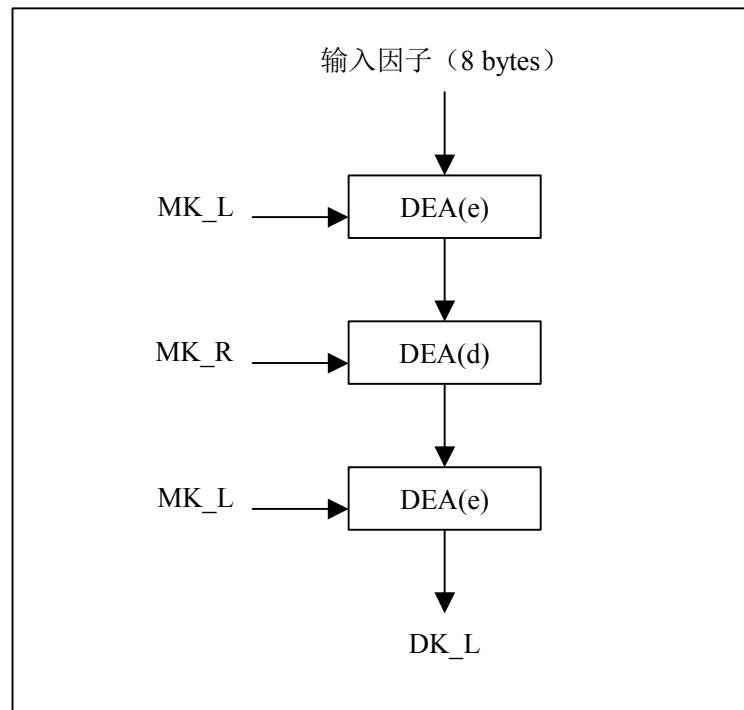 输入因子（8 bytes）
MK_L
DEA(e)
MK_R
DEA(d)
MK_L
DEA(e)
DK_L